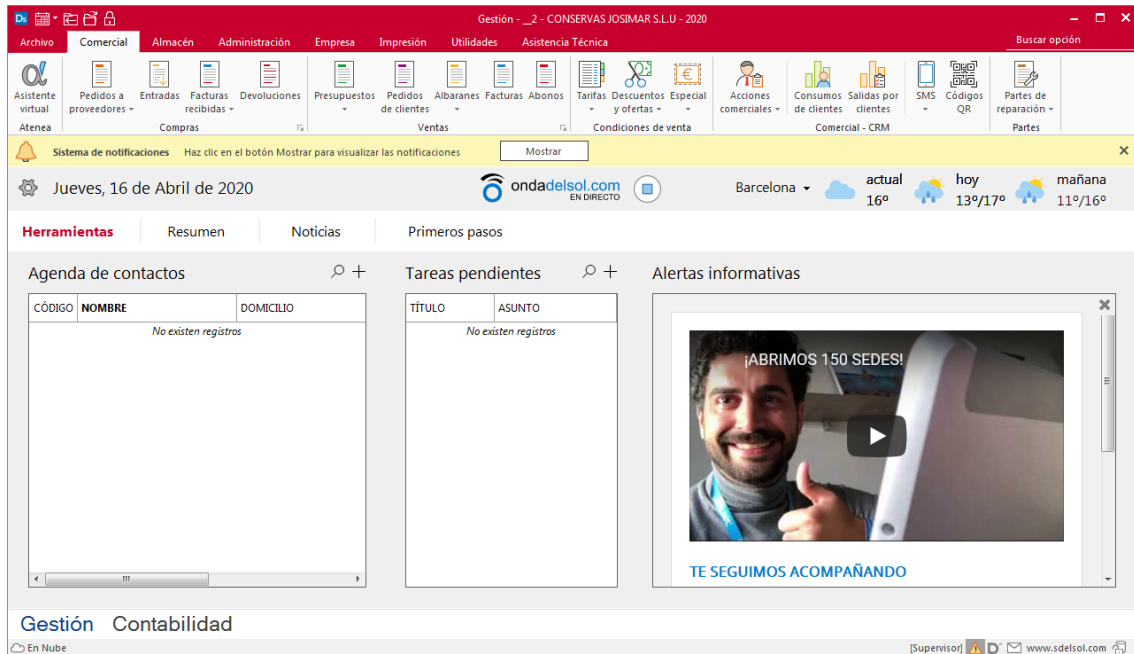 Ds
Gestión - __2 - CONSERVAS JOSIMAR S.L.U - 2020
Archivo Comercial Almacén Administración Empresa Impresión Utilidades Asistencia Técnica Buscar opción
Asistente virtual
Pedidos a proveedores
Entradas
Facturas recibidas
Devoluciones
Presupuestos
Pedidos de clientes
Albaranes
Facturas
Abonos
Tarifas
Descuentos y ofertas
Especial
Acciones comerciales
Consumos de clientes
Salidas por clientes
SMS
Códigos QR
Partes de reparación
Atenea Compras Ventas Condiciones de venta Comercial - CRM Partes
Sistema de notificaciones Haz clic en el botón Mostrar para visualizar las notificaciones Mostrar
Jueves, 16 de Abril de 2020
ondadelsol.com
EN DIRECTO
Barcelona
actual
16º
hoy
13º/17º
mañana
11º/16º
Herramientas Resumen Noticias Primeros pasos
Agenda de contactos
CÓDIGO NOMBRE DOMICILIO
No existen registros
Tareas pendientes
TÍTULO ASUNTO
No existen registros
Alertas informativas
¡ABRIMOS 150 SEDES!
TE SEGUIMOS ACOMPAÑANDO
Gestión Contabilidad
En Nube
[Supervisor] D www.sdelsol.com